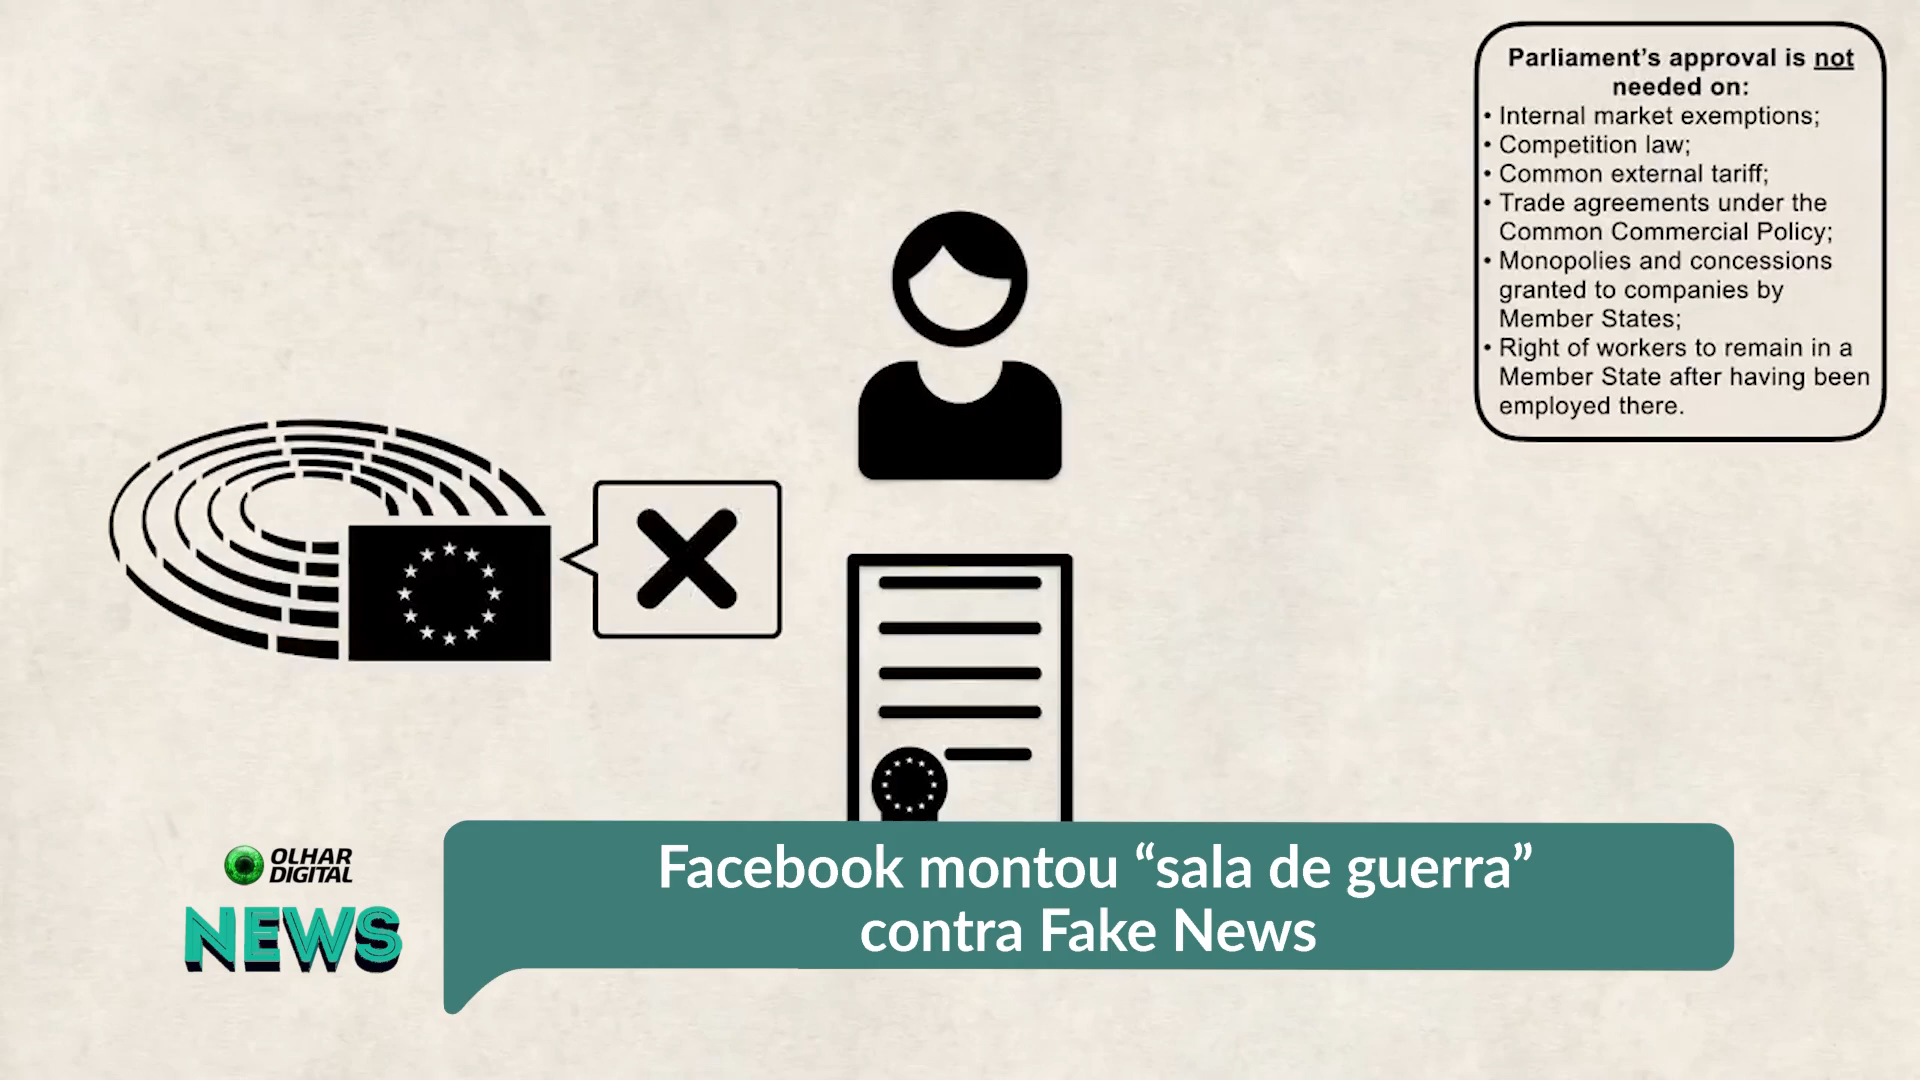 Parliament’s approval is not
needed on:
• Internal market exemptions;
• Competition law;
• Common external tariff;
• Trade agreements under the
Common Commercial Policy;
• Monopolies and concessions
granted to companies by
Member States;
• Right of workers to remain in a
Member State after having been
employed there.
OLHAR
DIGITAL
NEWS
Facebook montou “sala de guerra”
contra Fake News